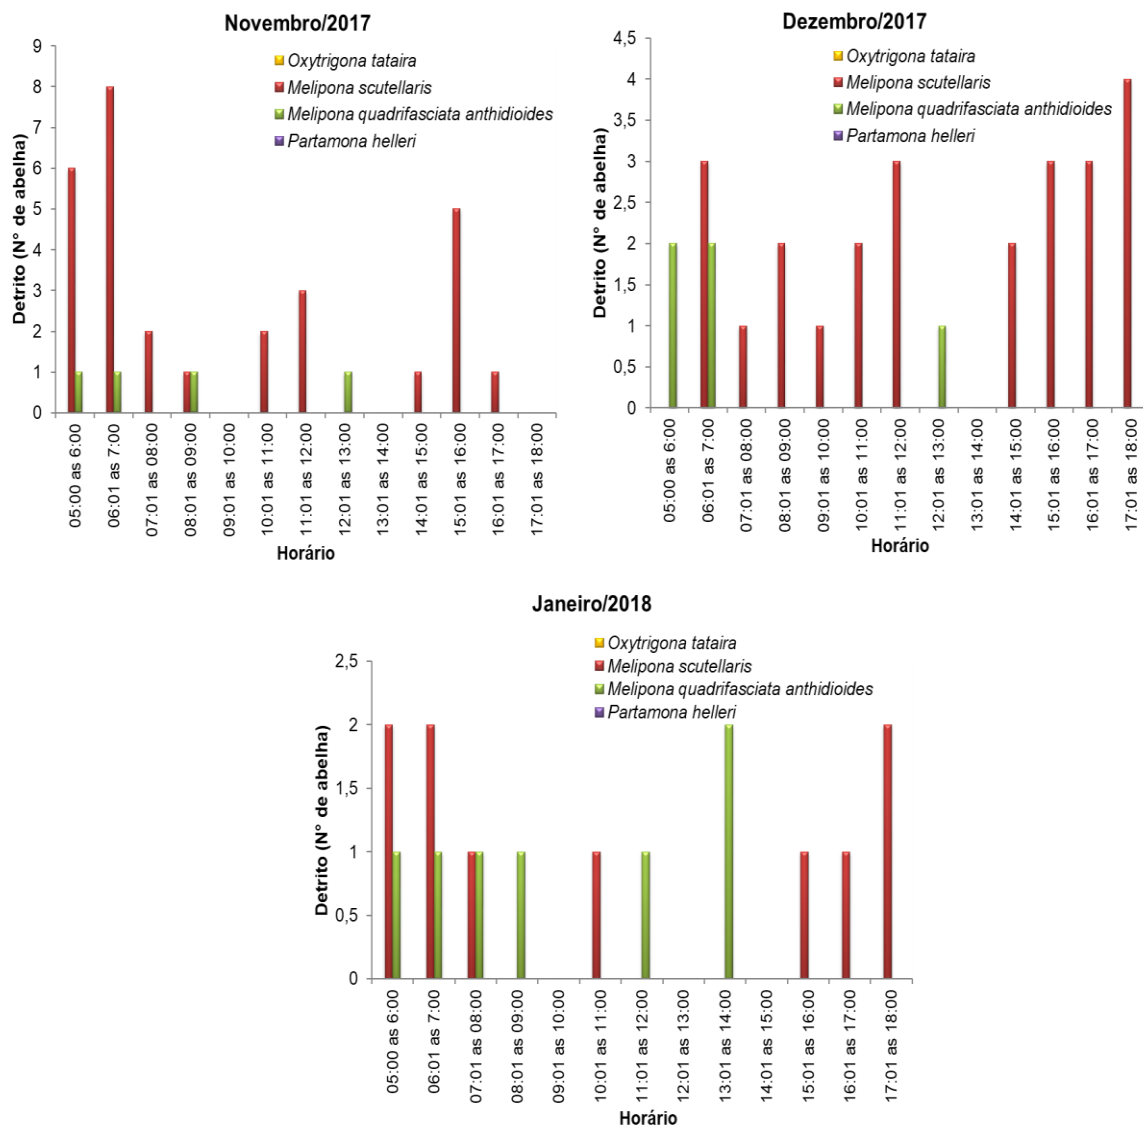 Novembro/2017
Oxytrigona tataira
Melipona scutellaris
Melipona quadrifasciata anthidioides
Partamona helleri
Detrito (N° de abelha)
9
8
7
6
5
4
3
2
1
0
05:00 as 6:00
06:01 as 7:00
07:01 as 08:00
08:01 as 09:00
09:01 as 10:00
10:01 as 11:00
11:01 as 12:00
12:01 as 13:00
13:01 as 14:00
14:01 as 15:00
15:01 as 16:00
16:01 as 17:00
17:01 as 18:00
Horário
Dezembro/2017
Oxytrigona tataira
Melipona scutellaris
Melipona quadrifasciata anthidioides
Partamona helleri
Detrito (N° de abelha)
4,5
4
3,5
3
2,5
2
1,5
1
0,5
0
05:00 as 6:00
06:01 as 7:00
07:01 as 08:00
08:01 as 09:00
09:01 as 10:00
10:01 as 11:00
11:01 as 12:00
12:01 as 13:00
13:01 as 14:00
14:01 as 15:00
15:01 as 16:00
16:01 as 17:00
17:01 as 18:00
Horário
Janeiro/2018
Oxytrigona tataira
Melipona scutellaris
Melipona quadrifasciata anthidioides
Partamona helleri
Detrito (N° de abelha)
2,5
2
1,5
1
0,5
0
05:00 as 6:00
06:01 as 7:00
07:01 as 08:00
08:01 as 09:00
09:01 as 10:00
10:01 as 11:00
11:01 as 12:00
12:01 as 13:00
13:01 as 14:00
14:01 as 15:00
15:01 as 16:00
16:01 as 17:00
17:01 as 18:00
Horário